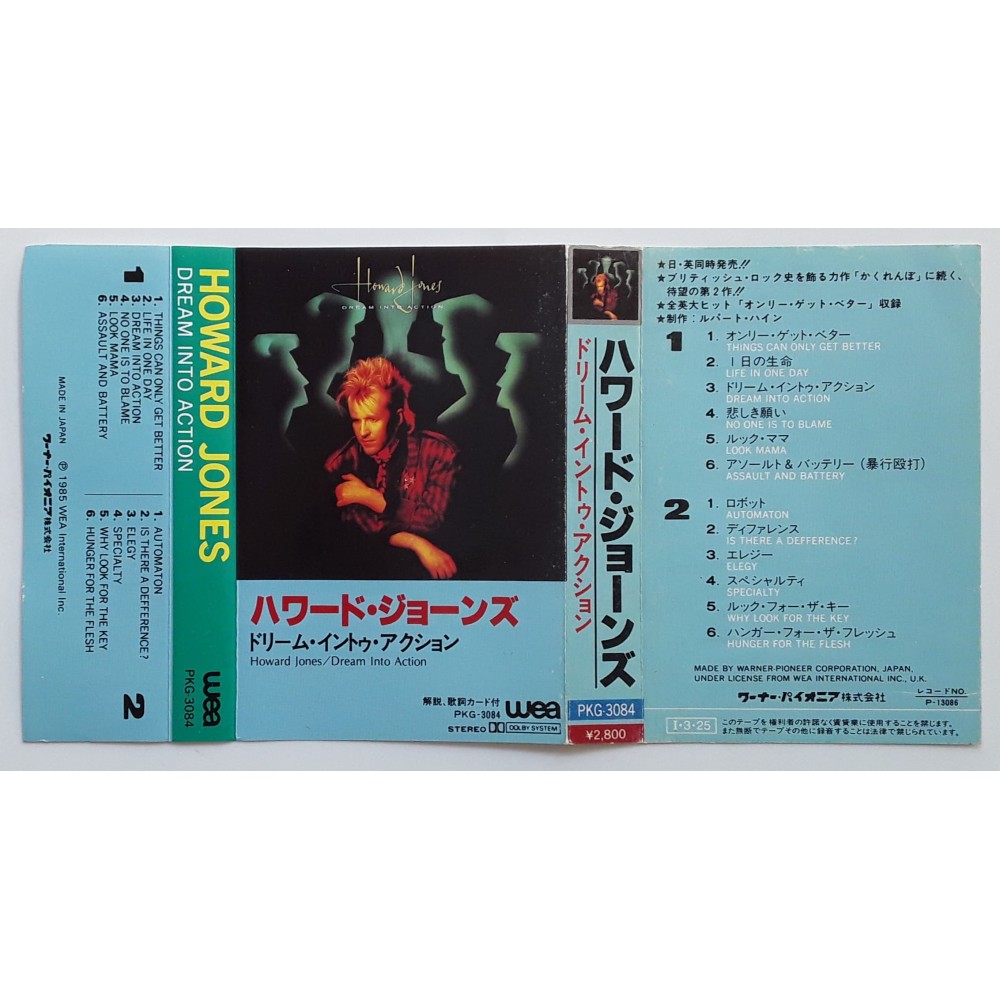 1
1. THINGS CAN ONLY GET BETTER
2. LIFE IN ONE DAY
3. DREAM INTO ACTION
4. NO ONE IS TO BLAME
5. LOOK MAMA
6. ASSAULT AND BATTERY
2
1. AUTOMATON
2. IS THERE A DEFFERENCE?
3. ELEGY
4. SPECIALTY
5. WHY LOOK FOR THE KEY
6. HUNGER FOR THE FLESH
MADE IN JAPAN ℗ 1985 WEA International Inc.
ワーナー・パイオニア株式会社
HOWARD JONES
DREAM INTO ACTION
wea
PKG-3084
Howard Jones
DREAM INTO ACTION
ハワード・ジョーンズ
ドリーム・イントゥ・アクション
Howard Jones/Dream Into Action
解説、歌詞カード付
PKG-3084
wea
STEREO DOLBY SYSTEM
ハワード・ジョーンズ
ドリーム・イントゥ・アクション
PKG-3084
¥2,800
★日・英同時発売!!
★ブリティッシュ・ロック史を飾る力作「かくれんぼ」に続く、
待望の第2作!!
★全英大ヒット「オンリー・ゲット・ベター」収録
★制作：ルパート・ハイン
1
1. オンリー・ゲット・ベター
THINGS CAN ONLY GET BETTER
2. 1日の生命
LIFE IN ONE DAY
3. ドリーム・イントゥ・アクション
DREAM INTO ACTION
4. 悲しき願い
NO ONE IS TO BLAME
5. ルック・ママ
LOOK MAMA
6. アソールト&バッテリー（暴行殴打）
ASSAULT AND BATTERY
2
1. ロボット
AUTOMATON
2. ディファレンス
IS THERE A DEFFERENCE?
3. エレジー
ELEGY
4. スペシャルティ
SPECIALTY
5. ルック・フォー・ザ・キー
WHY LOOK FOR THE KEY
6. ハンガー・フォー・ザ・フレッシュ
HUNGER FOR THE FLESH
MADE BY WARNER-PIONEER CORPORATION, JAPAN,
UNDER LICENSE FROM WEA INTERNATIONAL INC., U.K.
ワーナー・パイオニア株式会社
レコードNO.
P-13086
I・3・25
このテープを権利者の許諾なく賃貸業に使用することを禁じます。
また無断でテープその他に録音することは法律で禁じられています。